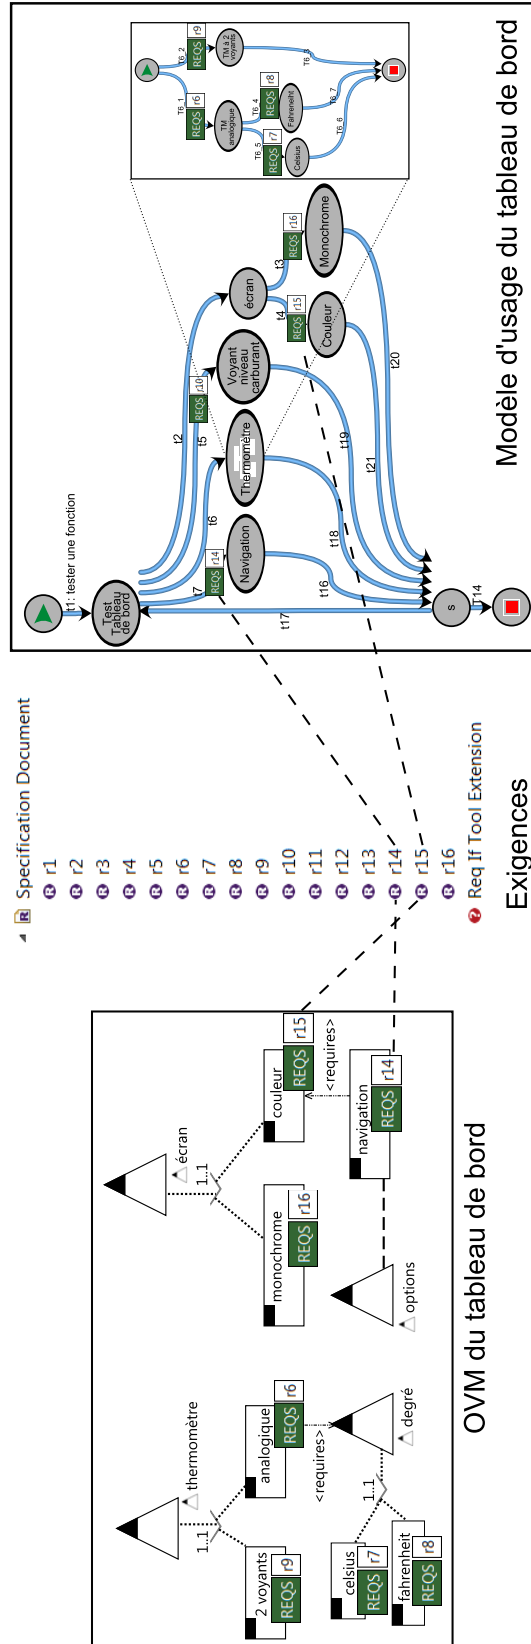 thermomètre
1..1
2 voyants
REQS r9
analogique
REQS r6
<requires>
degré
1..1
celsius
REQS r7
fahrenheit
REQS r8
écran
1..1
monochrome
REQS r16
couleur
REQS r15
<requires>
navigation
REQS r14
options
OVM du tableau de bord
Specification Document
r1
r2
r3
r4
r5
r6
r7
r8
r9
r10
r11
r12
r13
r14
r15
r16
Req If Tool Extension
Exigences
t1: tester une fonction
Test
Tableau
de bord
t2
t5
t6
t7
REQS r14
Navigation
Thermomètre
REQS r10
Voyant
niveau
carburant
écran
t3
REQS r16
Monochrome
t4
REQS r15
Couleur
t16
t17
t18
t19
t21
t20
s
T14
T6_2
REQS r9
TM à 2
voyants
T6_3
T6_1
REQS r6
TM
analogique
T6_4
REQS r8
Fahreneiht
T6_7
T6_5
REQS r7
Celsius
T6_6
Modèle d'usage du tableau de bord